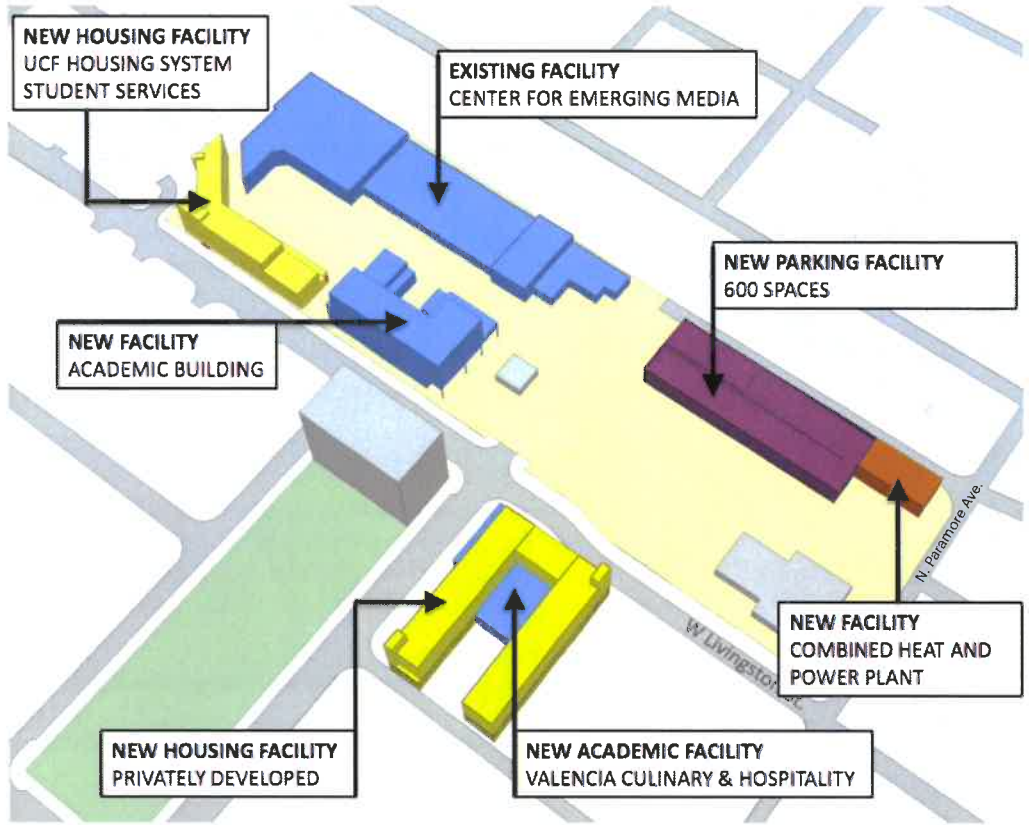 NEW HOUSING FACILITY
UCF HOUSING SYSTEM
STUDENT SERVICES
EXISTING FACILITY
CENTER FOR EMERGING MEDIA
NEW PARKING FACILITY
600 SPACES
NEW FACILITY
ACADEMIC BUILDING
N. Paramore Ave.
W Livingston St.
NEW FACILITY
COMBINED HEAT AND
POWER PLANT
NEW HOUSING FACILITY
PRIVATELY DEVELOPED
NEW ACADEMIC FACILITY
VALENCIA CULINARY & HOSPITALITY